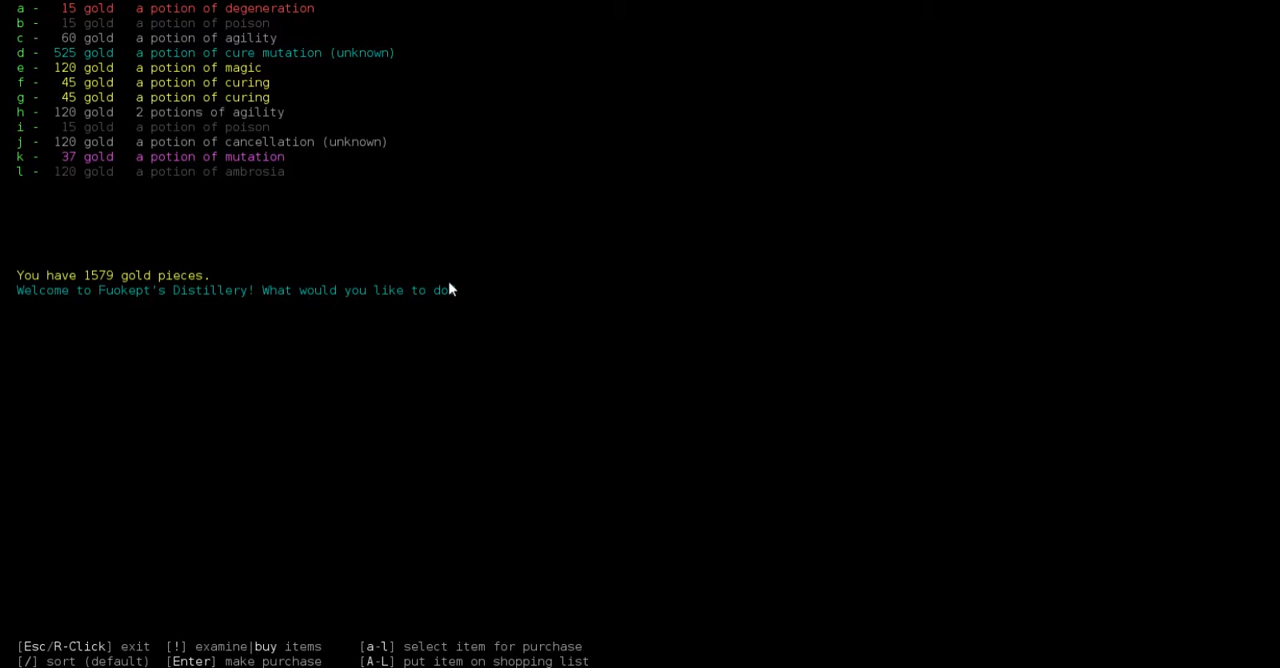 a -   15 gold   a potion of degeneration
b -   15 gold   a potion of poison
c -   60 gold   a potion of agility
d -  525 gold   a potion of cure mutation (unknown)
e -  120 gold   a potion of magic
f -   45 gold   a potion of curing
g -   45 gold   a potion of curing
h -  120 gold   2 potions of agility
i -   15 gold   a potion of poison
j -  120 gold   a potion of cancellation (unknown)
k -   37 gold   a potion of mutation
l -  120 gold   a potion of ambrosia
You have 1579 gold pieces.
Welcome to Fuokept's Distillery! What would you like to do
[Esc/R-Click] exit  [!] examine|buy items     [a-l] select item for purchase
[/] sort (default)  [Enter] make purchase     [A-L] put item on shopping list